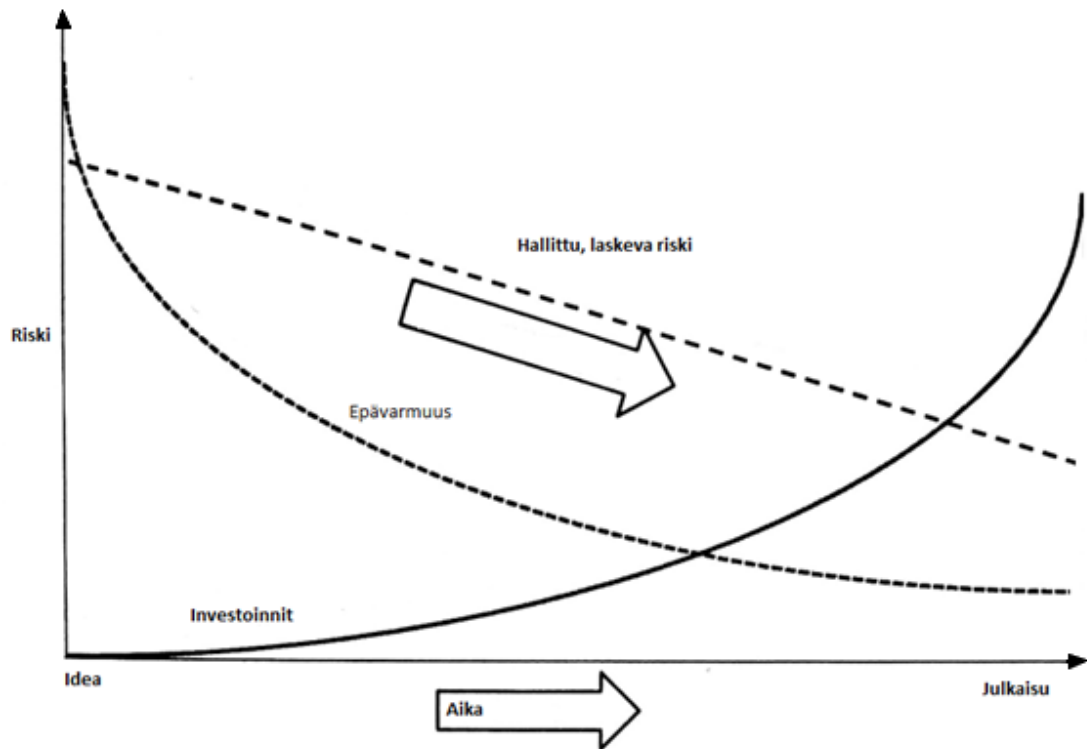 Hallittu, laskeva riski
Riski
Epävarmuus
Investoinnit
Idea
Julkaisu
Aika